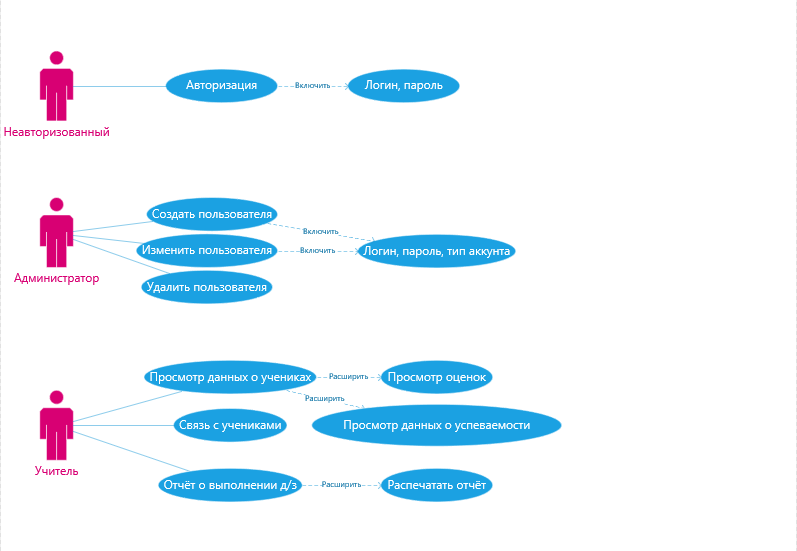 Авторизация
Включить
Логин, пароль
Неавторизованный
Создать пользователя
Включить
Изменить пользователя
Включить
Логин, пароль, тип аккунта
Администратор
Удалить пользователя
Просмотр данных о учениках
Расширить
Просмотр оценок
Расширить
Связь с учениками
Просмотр данных о успеваемости
Учитель
Отчёт о выполнении д/з
Расширить
Распечатать отчёт